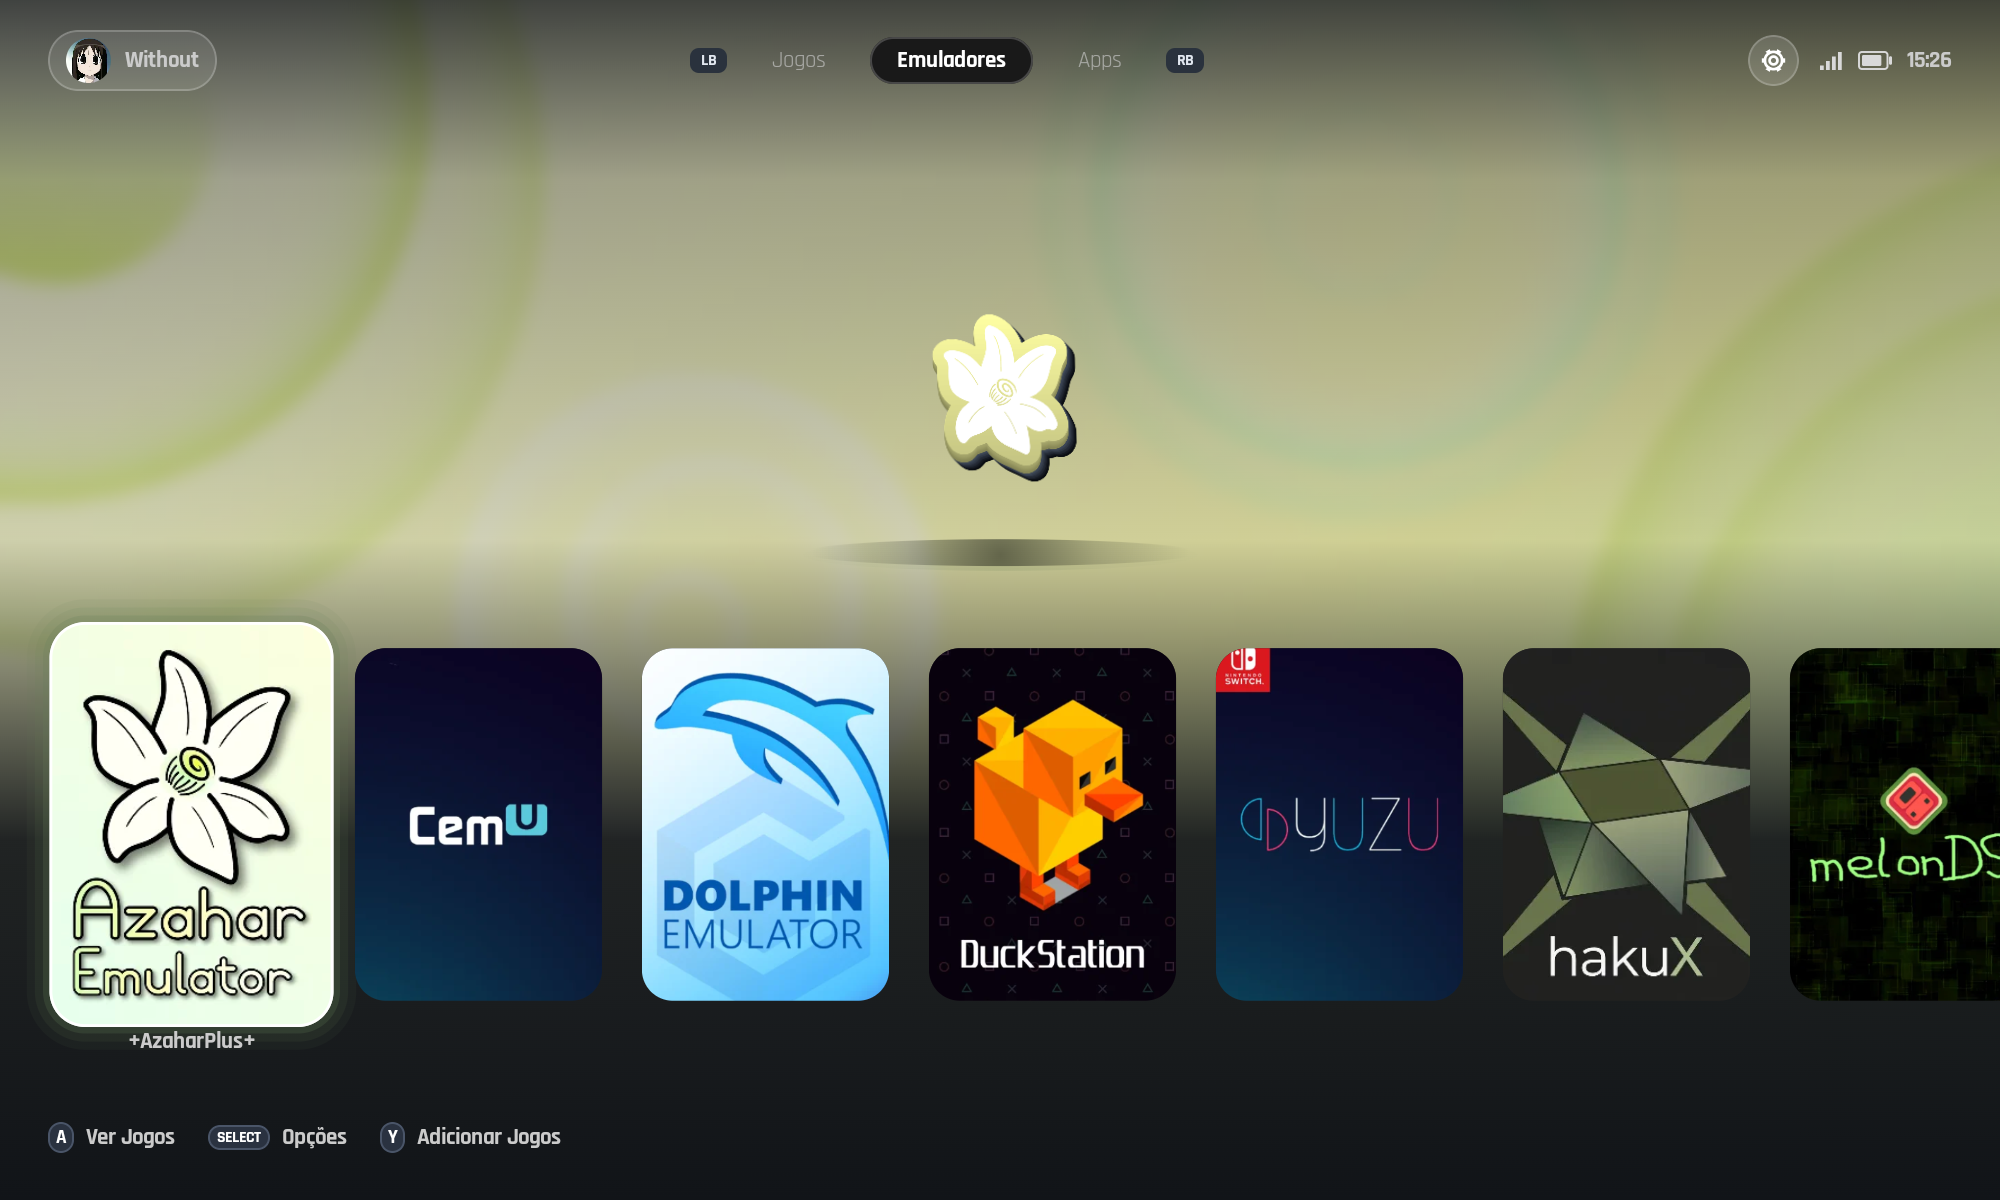 Without
LB
Jogos
Emuladores
Apps
RB
15:26
Azahar
Emulator
CemU
DOLPHIN
EMULATOR
DuckStation
NINTENDO
SWITCH.
YUZU
hakuX
melonDS
+AzaharPlus+
A Ver Jogos
SELECT Opções
Y Adicionar Jogos